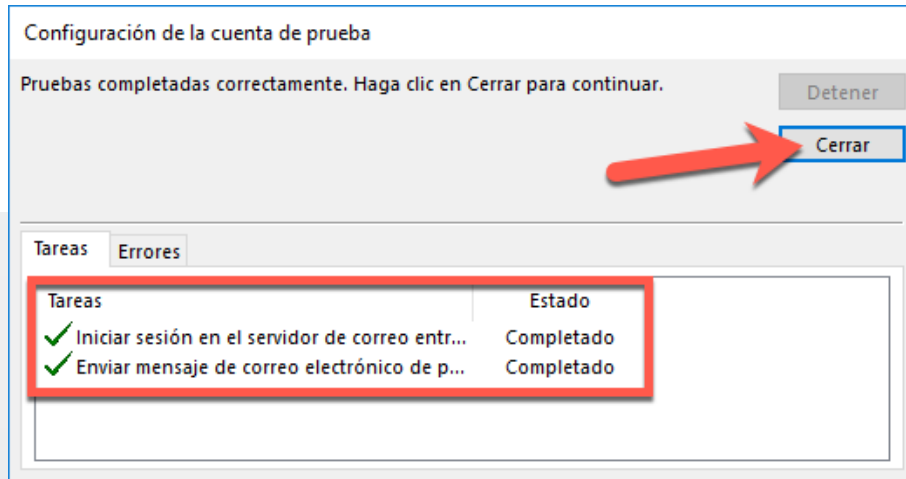 Configuración de la cuenta de prueba
Pruebas completadas correctamente. Haga clic en Cerrar para continuar.
Detener
Cerrar
Tareas Errores
Tareas Estado
Iniciar sesión en el servidor de correo entr... Completado
Enviar mensaje de correo electrónico de p... Completado